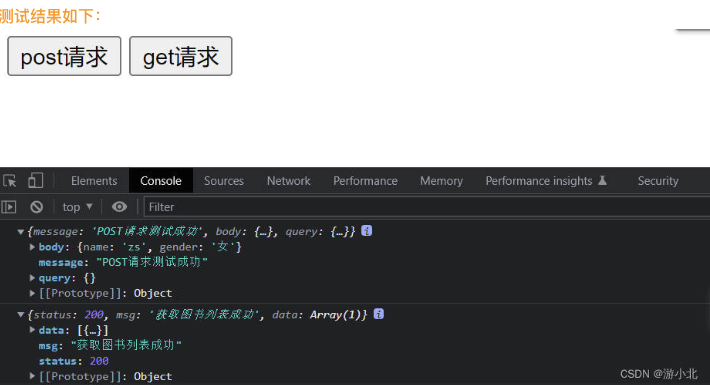 测试结果如下：
post请求 get请求
Elements Console Sources Network Performance Memory Performance insights Security
top ▼ Filter
▼{message: 'POST请求测试成功', body: {…}, query: {…}} i
▶ body: {name: 'zs', gender: '女'}
message: "POST请求测试成功"
▶ query: {}
▶ [[Prototype]]: Object
▼{status: 200, msg: '获取图书列表成功', data: Array(1)} i
▶ data: [{…}]
msg: "获取图书列表成功"
status: 200
▶ [[Prototype]]: Object
CSDN @游小北